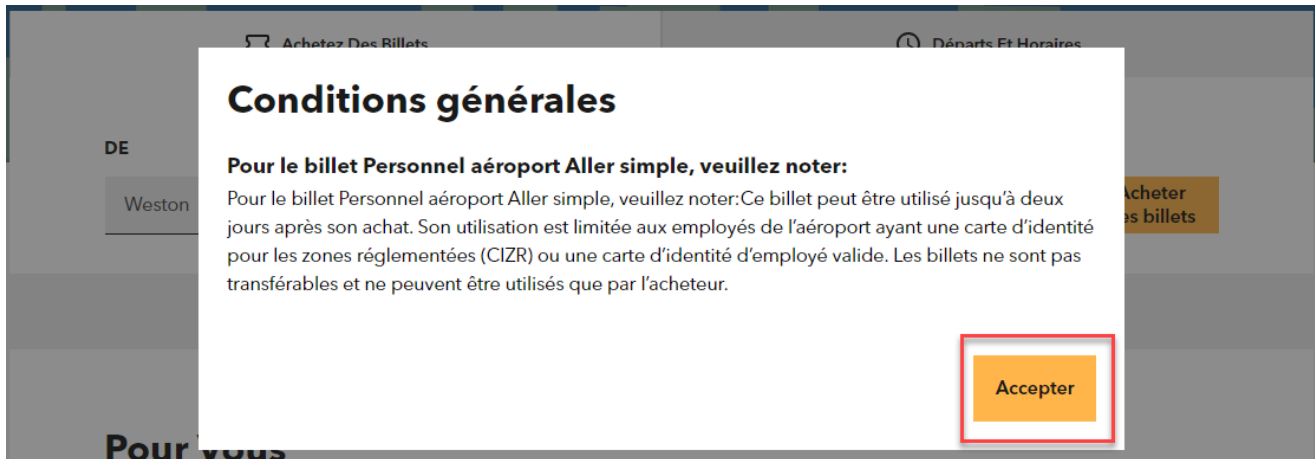 Achetez Des Billets
Départs Et Horaires
Conditions générales
DE
Pour le billet Personnel aéroport Aller simple, veuillez noter:
Weston
Pour le billet Personnel aéroport Aller simple, veuillez noter:Ce billet peut être utilisé jusqu'à deux
jours après son achat. Son utilisation est limitée aux employés de l'aéroport ayant une carte d'identité
pour les zones réglementées (CIZR) ou une carte d'identité d'employé valide. Les billets ne sont pas
transférables et ne peuvent être utilisés que par l'acheteur.
Acheter
es billets
Accepter
Pour Vous